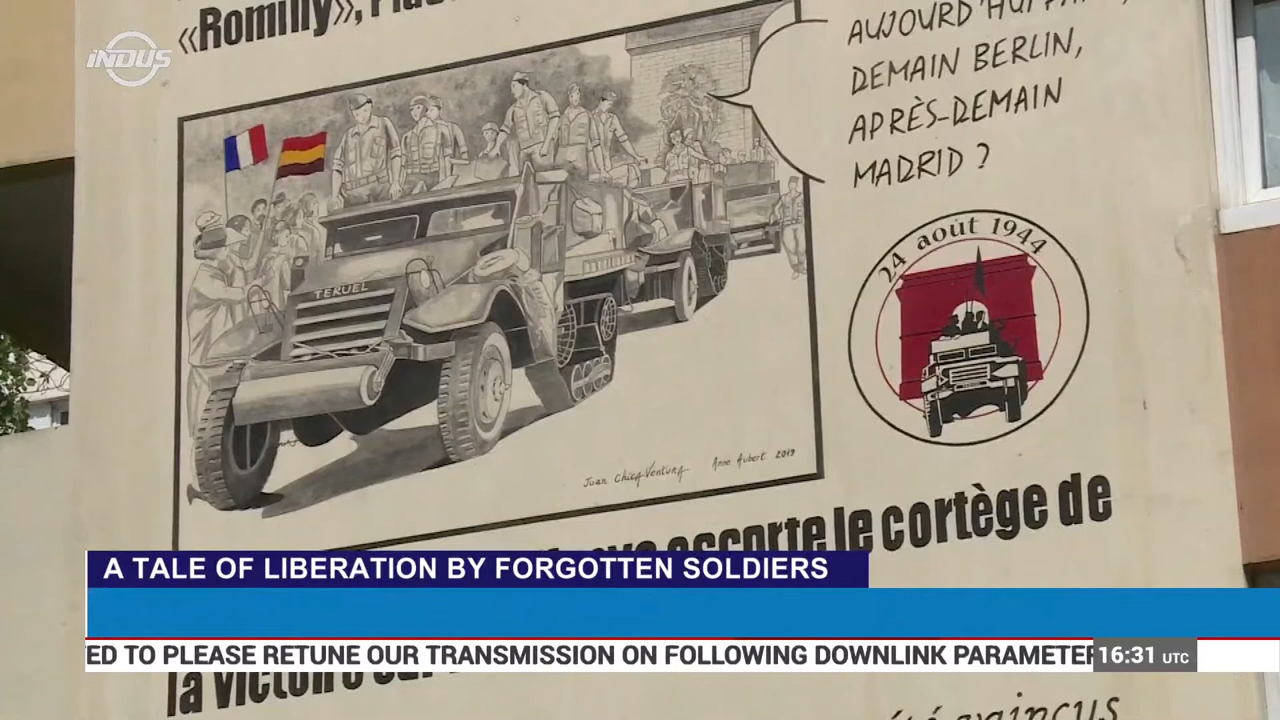 «Romilly»,
INDUS
AUJOURD'HUI
DEMAIN BERLIN,
APRÈS-DEMAIN
MADRID ?
TERUEL
24 août 1944
Juan Chica-Ventura Anne Aubert 2019
escorte le cortège de
A TALE OF LIBERATION BY FORGOTTEN SOLDIERS
ED TO PLEASE RETUNE OUR TRANSMISSION ON FOLLOWING DOWNLINK PARAMETER
16:31 UTC
la victoire
vaincus